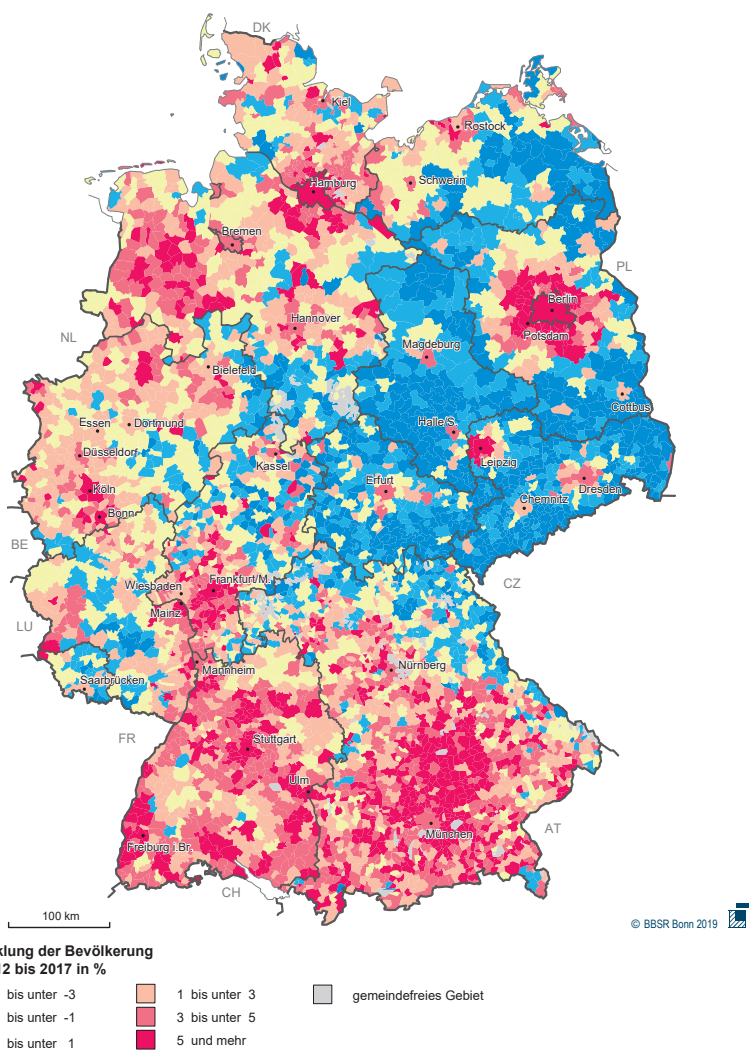 DK
Kiel
Rostock
Hamburg
Schwerin
Bremen
PL
Berlin
Hannover
Potsdam
NL
Magdeburg
Bielefeld
Cottbus
Essen
Dortmund
Halle/S.
Düsseldorf
Leipzig
Kassel
Erfurt
Dresden
Köln
Chemnitz
Bonn
BE
CZ
Wiesbaden
Frankfurt/M.
Mainz
LU
Nürnberg
Mannheim
Saarbrücken
FR
Stuttgart
Ulm
AT
München
Freiburg i.Br.
CH
100 km
© BBSR Bonn 2019
klung der Bevölkerung
2 bis 2017 in %
bis unter -3
1 bis unter 3
gemeindefreies Gebiet
bis unter -1
3 bis unter 5
bis unter 1
5 und mehr